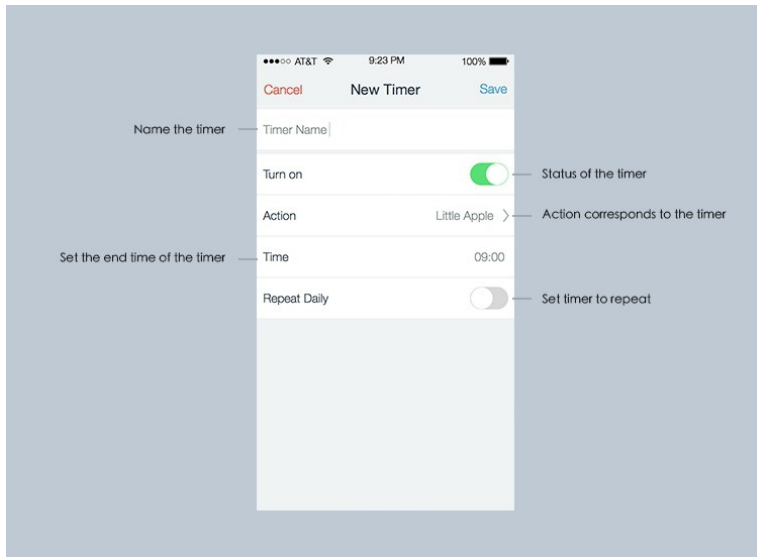 AT&T 9:23 PM 100%
Cancel New Timer Save
Name the timer Timer Name
Turn on Status of the timer
Action Little Apple Action corresponds to the timer
Set the end time of the timer Time 09:00
Repeat Daily Set timer to repeat